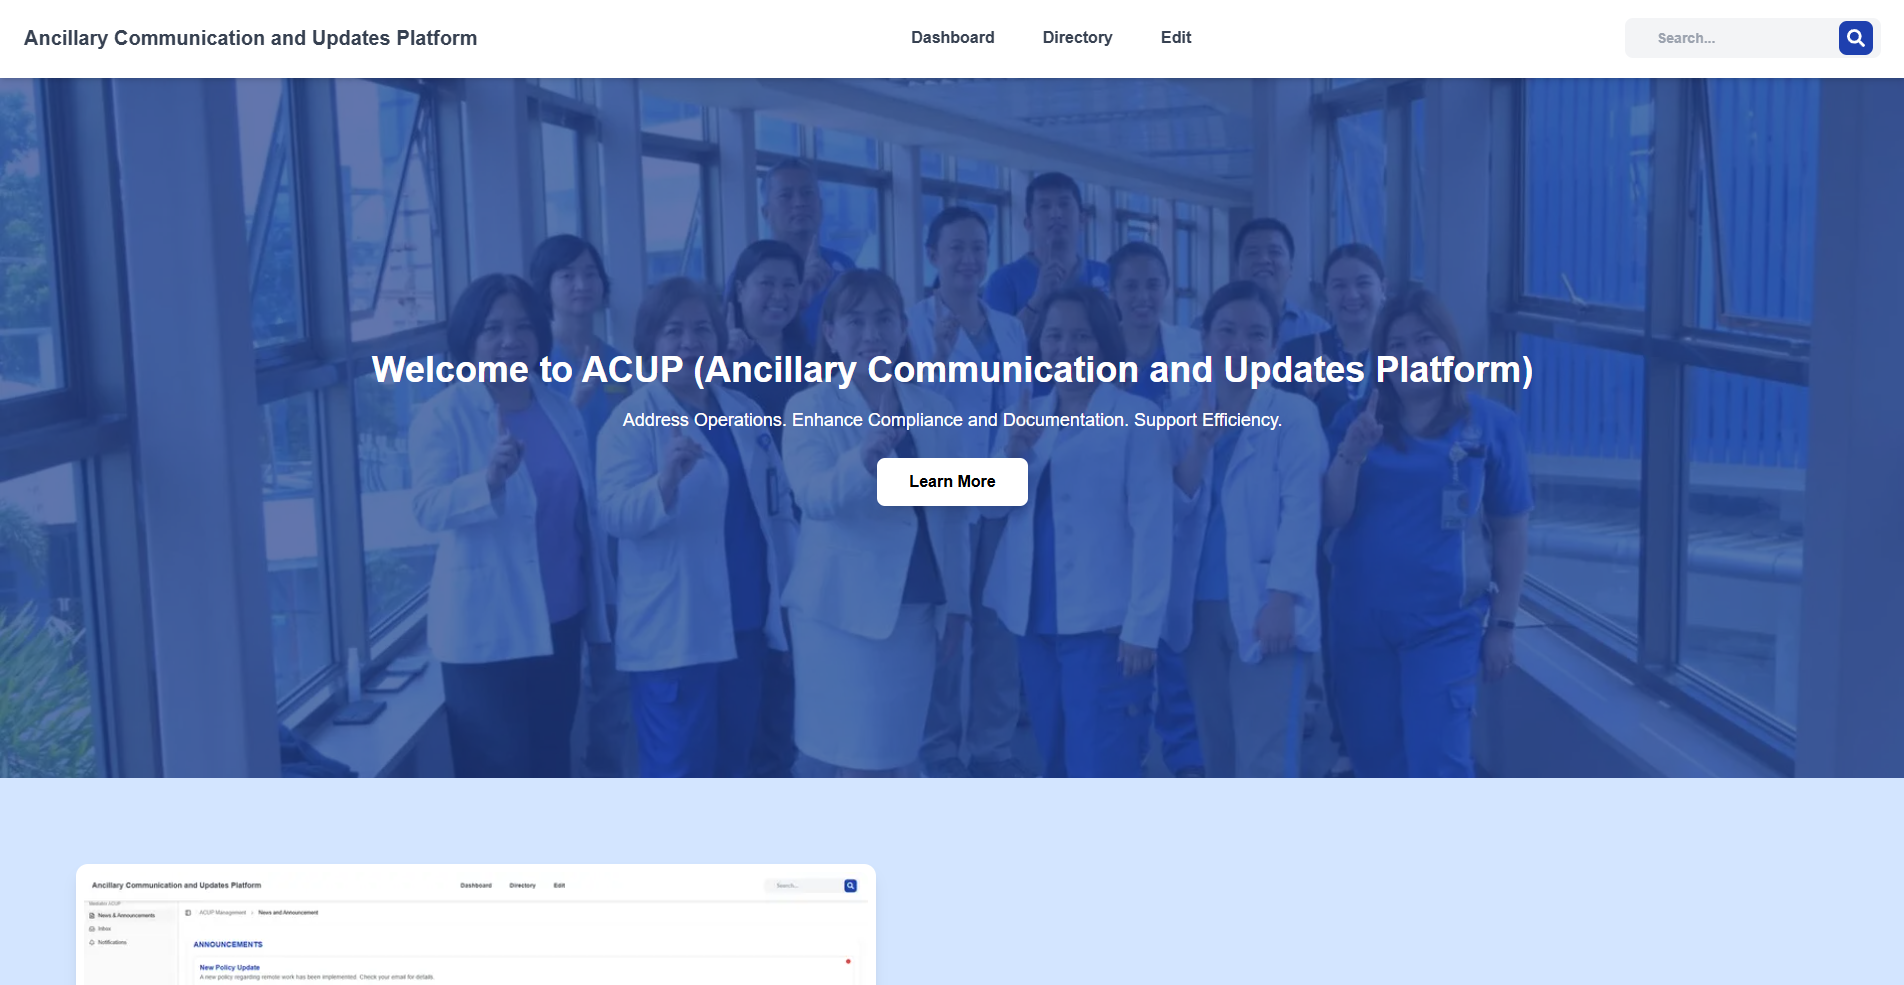 Ancillary Communication and Updates Platform
Dashboard
Directory
Edit
Search...
Welcome to ACUP (Ancillary Communication and Updates Platform)
Address Operations. Enhance Compliance and Documentation. Support Efficiency.
Learn More
Ancillary Communication and Updates Platform
Dashboard
Directory
Edit
Search...
ACUP Management > News and Announcement
News & Announcements
Inbox
Notifications
ANNOUNCEMENTS
New Policy Update
A new policy regarding remote work has been implemented. Check your email for details.